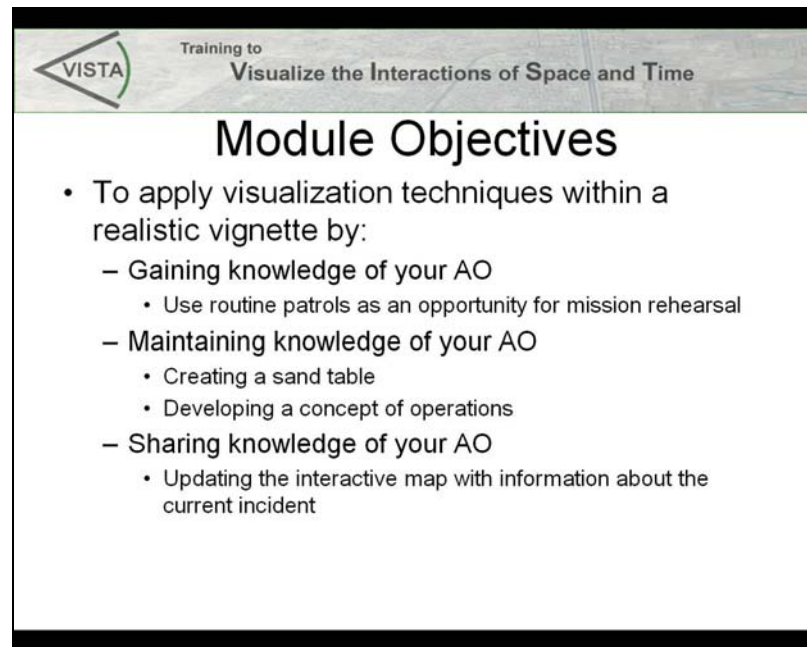 VISTA
Training to
Visualize the Interactions of Space and Time
Module Objectives
• To apply visualization techniques within a
realistic vignette by:
– Gaining knowledge of your AO
• Use routine patrols as an opportunity for mission rehearsal
– Maintaining knowledge of your AO
• Creating a sand table
• Developing a concept of operations
– Sharing knowledge of your AO
• Updating the interactive map with information about the
current incident